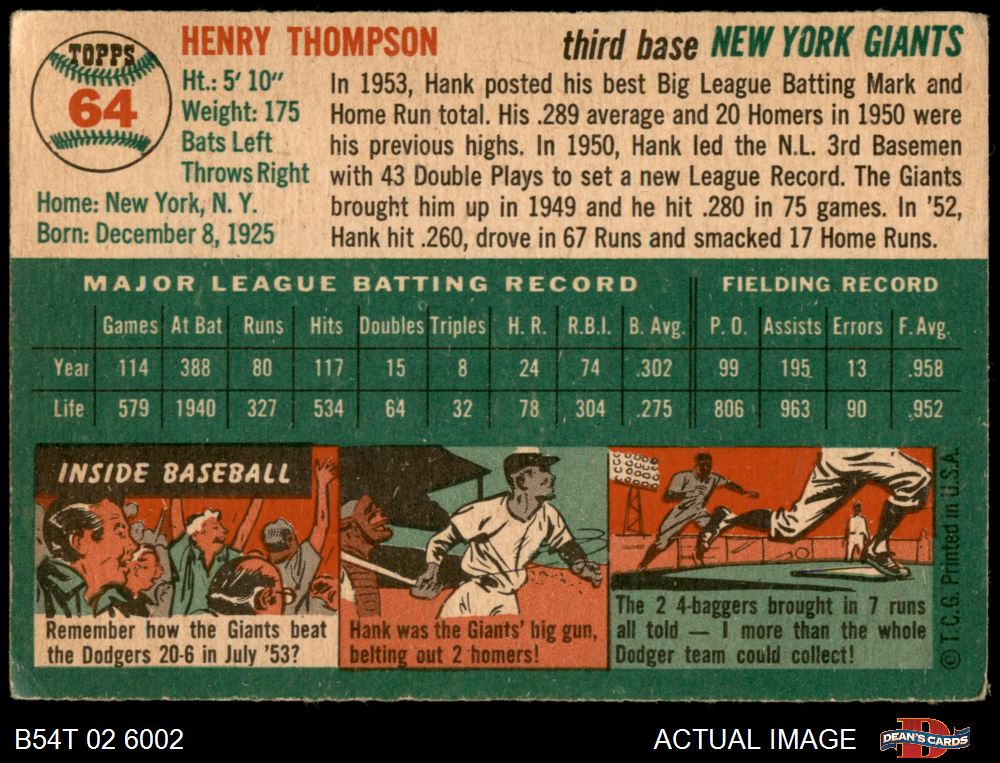 TOPPS
64
HENRY THOMPSON
third base NEW YORK GIANTS
Ht.: 5' 10"
Weight: 175
Bats Left
Throws Right
Home: New York, N. Y.
Born: December 8, 1925
In 1953, Hank posted his best Big League Batting Mark and
Home Run total. His .289 average and 20 Homers in 1950 were
his previous highs. In 1950, Hank led the N.L. 3rd Basemen
with 43 Double Plays to set a new League Record. The Giants
brought him up in 1949 and he hit .280 in 75 games. In '52,
Hank hit .260, drove in 67 Runs and smacked 17 Home Runs.
MAJOR LEAGUE BATTING RECORD FIELDING RECORD
Games At Bat Runs Hits Doubles Triples H. R. R.B.I. B. Avg. P. O. Assists Errors F. Avg.
Year 114 388 80 117 15 8 24 74 .302 99 195 13 .958
Life 579 1940 327 534 64 32 78 304 .275 806 963 90 .952
INSIDE BASEBALL
Remember how the Giants beat
the Dodgers 20-6 in July '53?
Hank was the Giants' big gun,
belting out 2 homers!
The 2 4-baggers brought in 7 runs
all told — 1 more than the whole
Dodger team could collect!
© T.C.G. Printed in U.S.A.
B54T 02 6002
ACTUAL IMAGE
DEAN'S CARDS